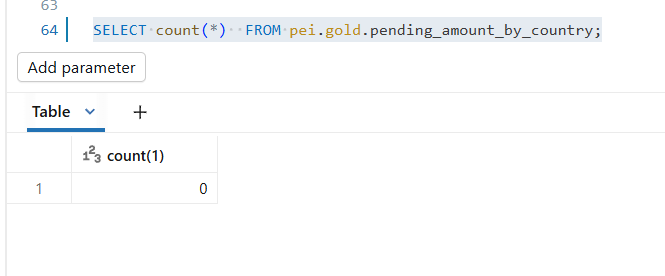 63
64 SELECT count(*)  FROM pei.gold.pending_amount_by_country;
Add parameter
Table +
123 count(1)
1 0